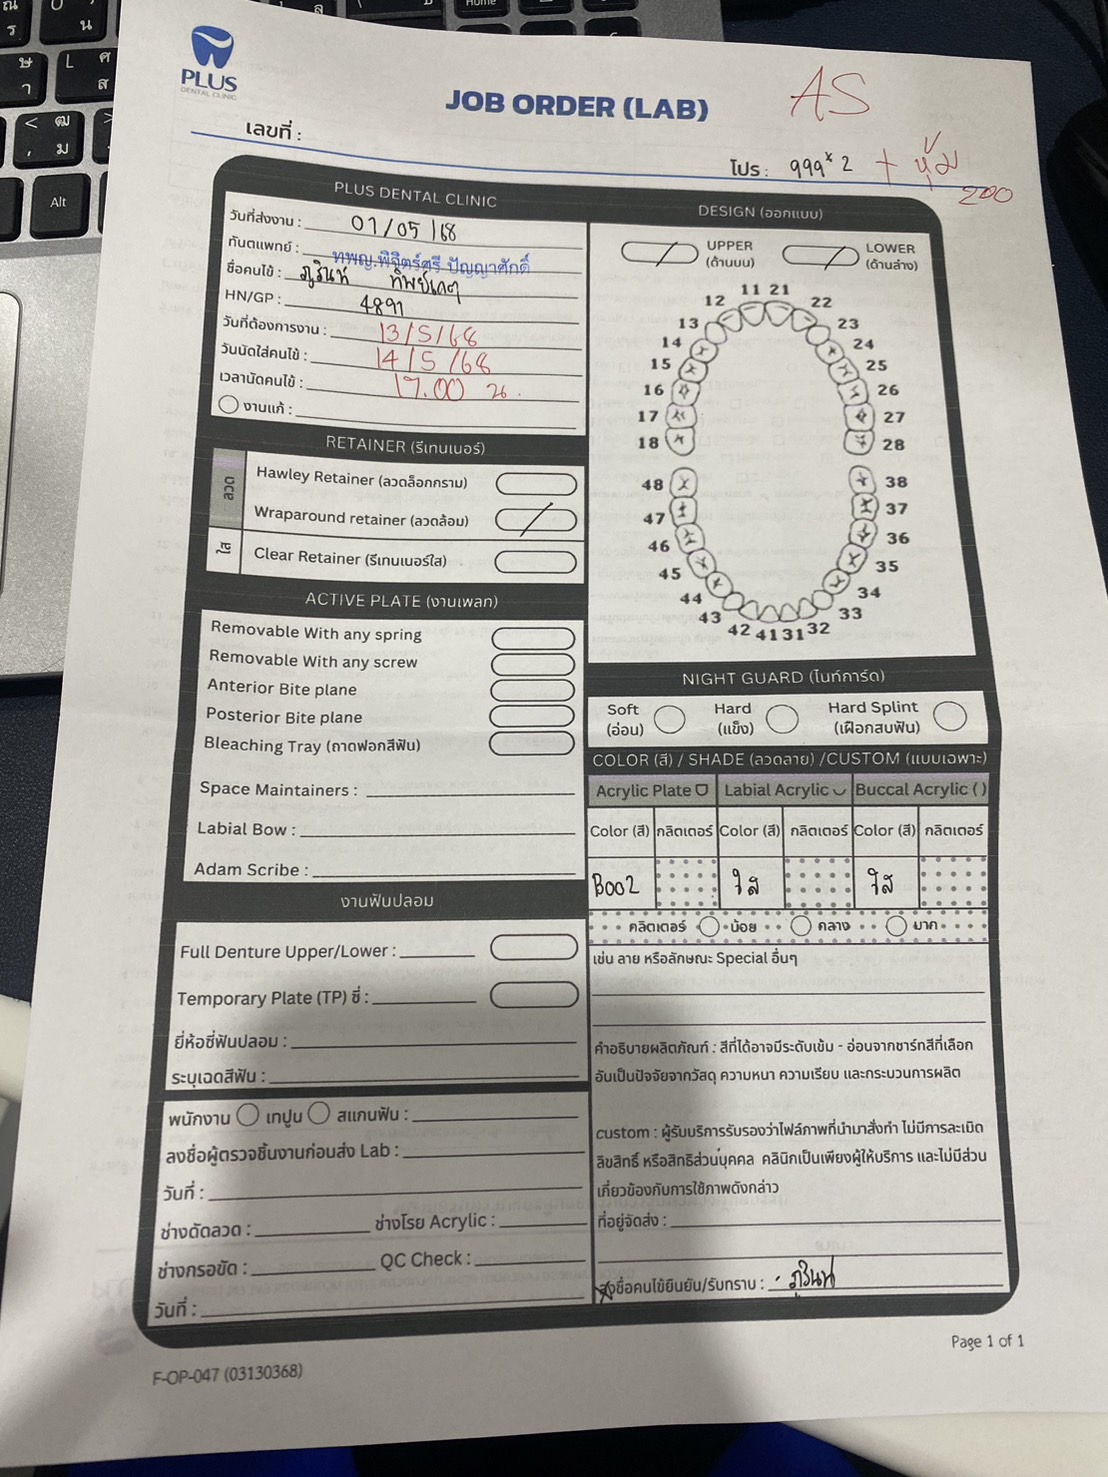 PLUS
DENTAL CLINIC
JOB ORDER (LAB)
AS
เลขที่ :
โปร : 999 x 2 + หุ้ม
200
PLUS DENTAL CLINIC
วันที่ส่งงาน : 07/05/68
ทันตแพทย์ : ทพญ.พิจิตร์ศรี ปัญญาศักดิ์
ชื่อคนไข้ : ภูรินท์
HN/GP : 4891
วันที่ต้องการงาน : 13/5/68
วันนัดใส่คนไข้ : 14/5/68
เวลานัดคนไข้ : 17.00 น.
งานแก้ :
DESIGN (ออกแบบ)
UPPER
(ด้านบน)
LOWER
(ด้านล่าง)
11 21
12 22
13 23
14 24
15 25
16 26
17 27
18 28
48 38
47 37
46 36
45 35
44 34
43 33
42 41 31 32
RETAINER (รีเทนเนอร์)
ลวด
Hawley Retainer (ลวดล็อกกราม)
Wraparound retainer (ลวดล้อม)
ใส
Clear Retainer (รีเทนเนอร์ใส)
ACTIVE PLATE (งานเพลท)
Removable With any spring
Removable With any screw
Anterior Bite plane
Posterior Bite plane
Bleaching Tray (ถาดฟอกสีฟัน)
Space Maintainers :
Labial Bow :
Adam Scribe :
งานฟันปลอม
Full Denture Upper/Lower :
Temporary Plate (TP) ซี่ :
ยี่ห้อซี่ฟันปลอม :
ระบุเฉดสีฟัน :
พนักงาน เทปูน สแกนฟัน :
ลงชื่อผู้ตรวจชิ้นงานก่อนส่ง Lab :
วันที่ :
ช่างดัดลวด : ช่างโรย Acrylic :
ช่างกรอขัด : QC Check :
วันที่ :
NIGHT GUARD (ไนท์การ์ด)
Soft
(อ่อน)
Hard
(แข็ง)
Hard Splint
(เฝือกสบฟัน)
COLOR (สี) / SHADE (ลวดลาย) /CUSTOM (แบบเฉพาะ)
Acrylic Plate Labial Acrylic Buccal Acrylic ( )
Color (สี) กลิตเตอร์ Color (สี) กลิตเตอร์ Color (สี) กลิตเตอร์
B002 ใส ใส
กลิตเตอร์ น้อย กลาง มาก
เช่น ลาย หรือลักษณะ Special อื่นๆ
คำอธิบายผลิตภัณฑ์ : สีที่ได้อาจมีระดับเข้ม - อ่อนจากชาร์ทสีที่เลือก
อันเป็นปัจจัยจากวัสดุ ความหนา ความเรียบ และกระบวนการผลิต
custom : ผู้รับบริการรับรองว่าไฟล์ภาพที่นำมาสั่งทำ ไม่มีการละเมิด
ลิขสิทธิ์ หรือสิทธิส่วนบุคคล คลินิกเป็นเพียงผู้ให้บริการ และไม่มีส่วน
เกี่ยวข้องกับการใช้ภาพดังกล่าว
ที่อยู่จัดส่ง :
ลงชื่อคนไข้ยืนยัน/รับทราบ : ภูรินท์
Page 1 of 1
F-OP-047 (03130368)
Alt
Home